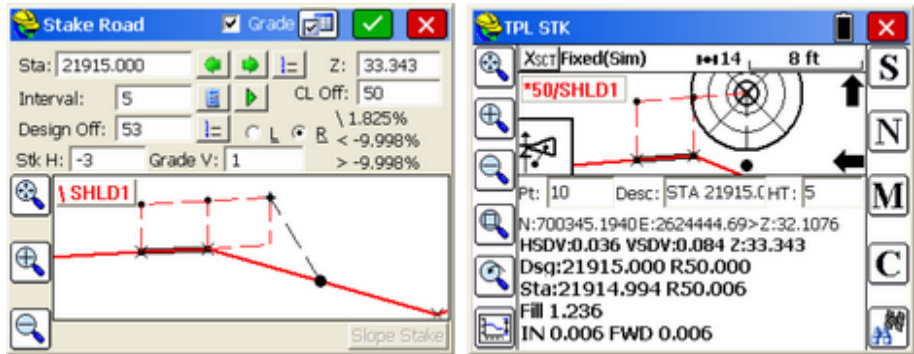 Stake Road
Grade
Sta: 21915.000
Z: 33.343
Interval: 5
CL Off: 50
Design Off: 53
L R
\ 1.825%
< -9.998%
> -9.998%
Stk H: -3
Grade V: 1
\ SHLD1
Slope Stake
TPL STK
XSCT Fixed(Sim)
14
8 ft
*50/SHLD1
S
N
M
C
Pt: 10
Desc: STA 21915.0
HT: 5
N:700345.1940 E:2624444.69>Z:32.1076
HSDV:0.036 VSDV:0.084 Z:33.343
Dsg:21915.000 R50.000
Sta:21914.994 R50.006
Fill 1.236
IN 0.006 FWD 0.006